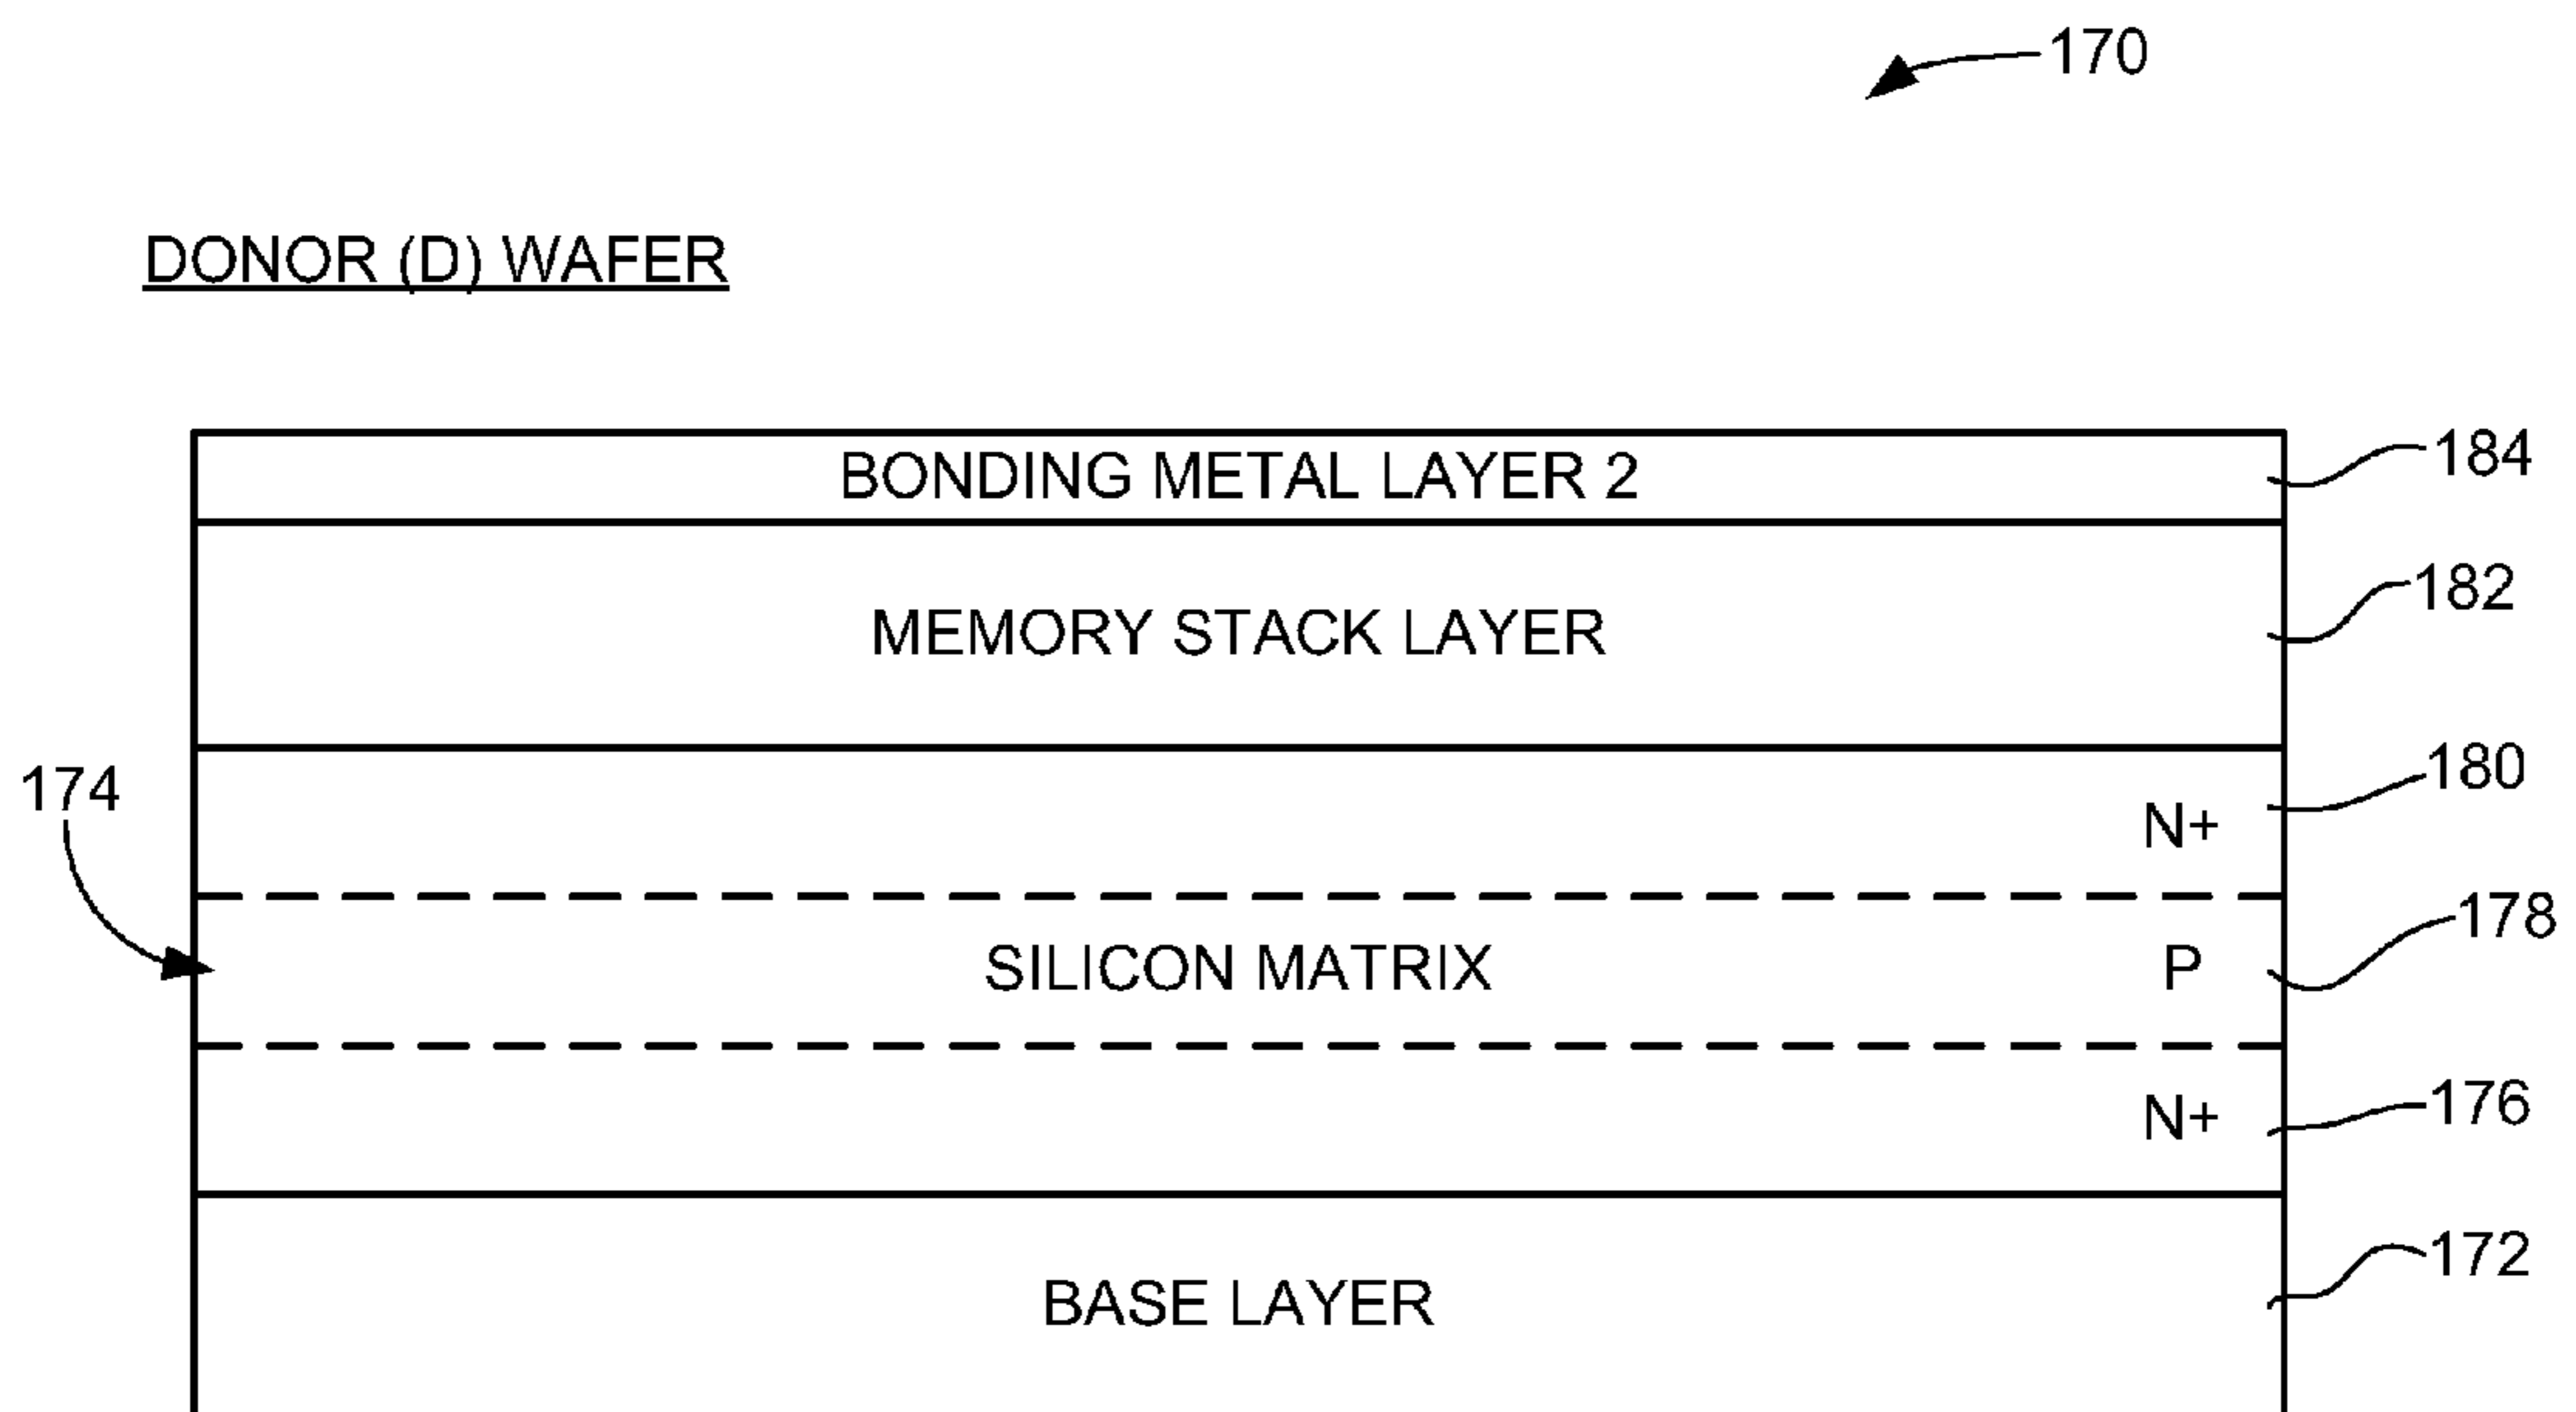 170
DONOR (D) WAFER
BONDING METAL LAYER 2
184
MEMORY STACK LAYER
182
174
180
N+
178
SILICON MATRIX
P
176
N+
172
BASE LAYER